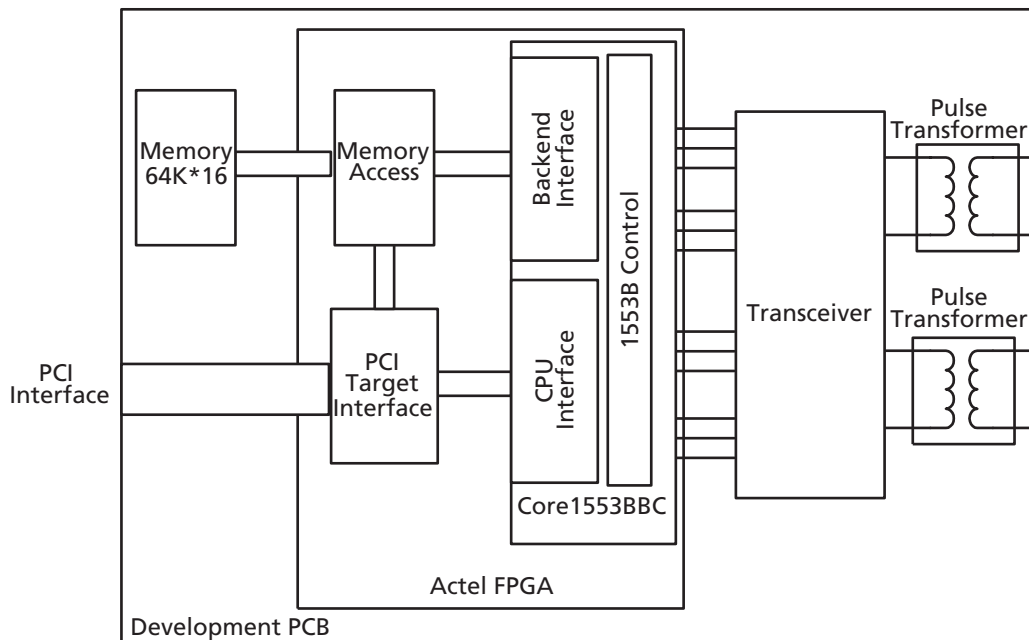 Memory
64K*16
Memory
Access
Backend
Interface
1553B Control
Pulse
Transformer
Transceiver
Pulse
Transformer
PCI
Interface
PCI
Target
Interface
CPU
Interface
Core1553BBC
Actel FPGA
Development PCB